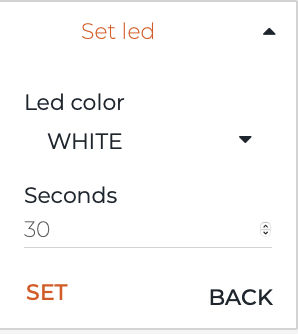 Set led
Led color
WHITE
Seconds
30
SET
BACK